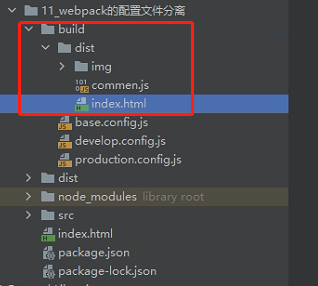 11_webpack的配置文件分离
build
dist
img
commen.js
index.html
base.config.js
develop.config.js
production.config.js
dist
node_modules library root
src
index.html
package.json
package-lock.json